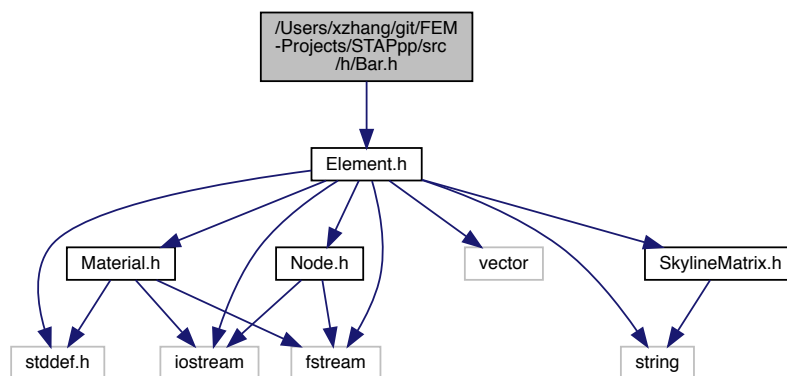 /Users/xzhang/git/FEM
-Projects/STAPpp/src
/h/Bar.h
Element.h
Material.h
Node.h
vector
SkylineMatrix.h
stddef.h
iostream
fstream
string